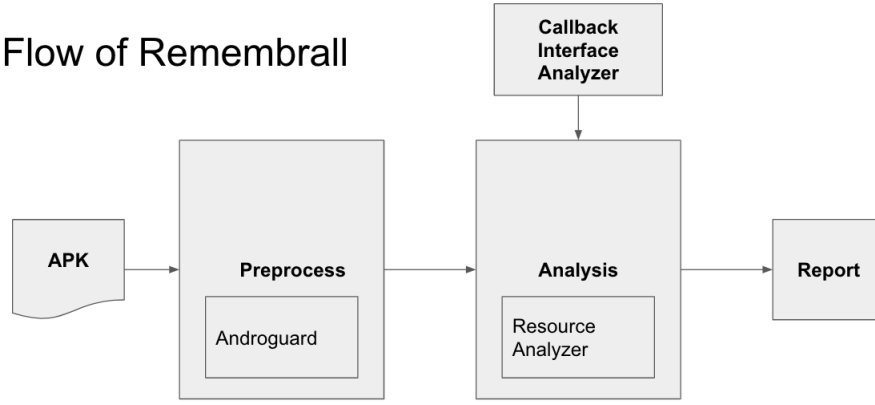 Flow of Remembrall
Callback
Interface
Analyzer
APK
Preprocess
Androguard
Analysis
Resource
Analyzer
Report